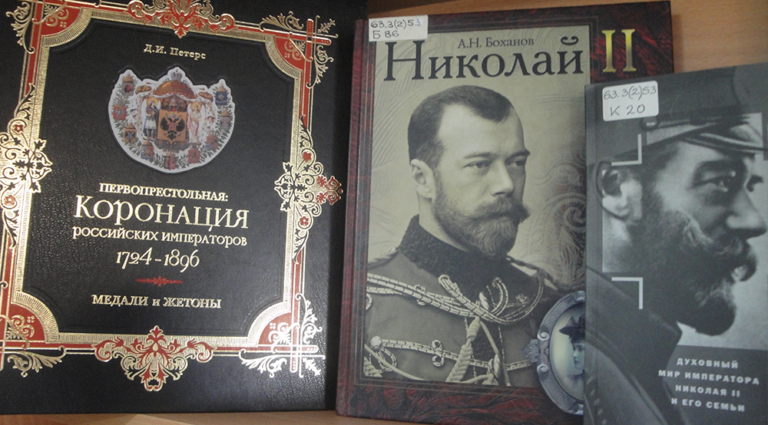 Д.И. Петерс
ПЕРВОПРЕСТОЛЬНАЯ:
КОРОНАЦИЯ
РОССИЙСКИХ ИМПЕРАТОРОВ
1724-1896
МЕДАЛИ и ЖЕТОНЫ
63.3(2)53
Б 86
А.Н. Боханов
Николай II
63.3(2)53
К 20
ДУХОВНЫЙ
МИР ИМПЕРАТОРА
НИКОЛАЯ II
И ЕГО СЕМЬИ